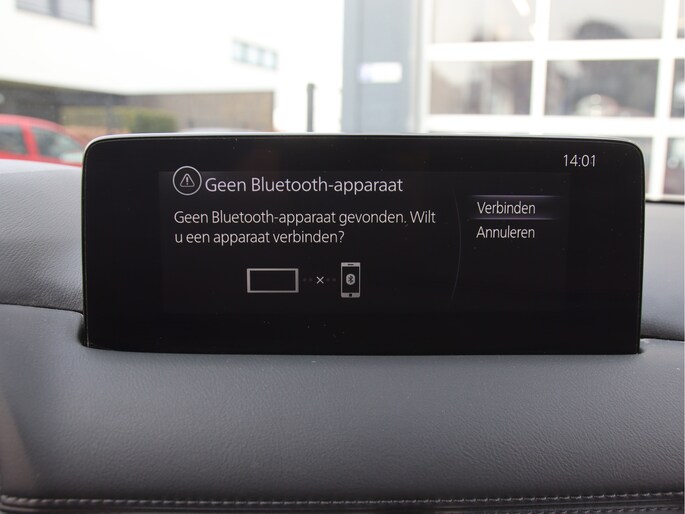 14:01
Geen Bluetooth-apparaat
Geen Bluetooth-apparaat gevonden. Wilt
u een apparaat verbinden?
Verbinden
Annuleren